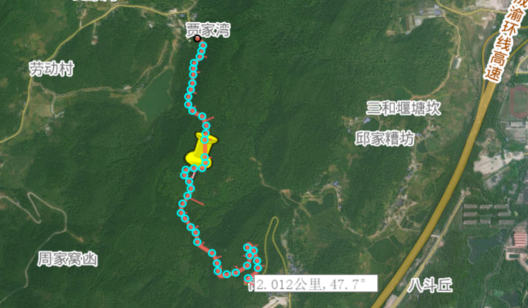 贾家湾
成渝环线高速
劳动村
三和堰塘坎
邱家糟坊
周家窝凼
2.012公里,47.7°
八斗丘